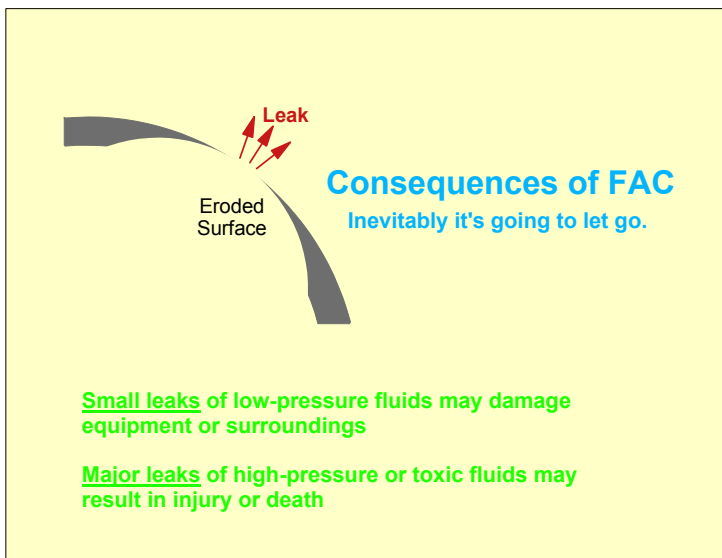 Leak
Consequences of FAC
Inevitably it's going to let go.
Eroded
Surface
Small leaks of low-pressure fluids may damage
equipment or surroundings
Major leaks of high-pressure or toxic fluids may
result in injury or death